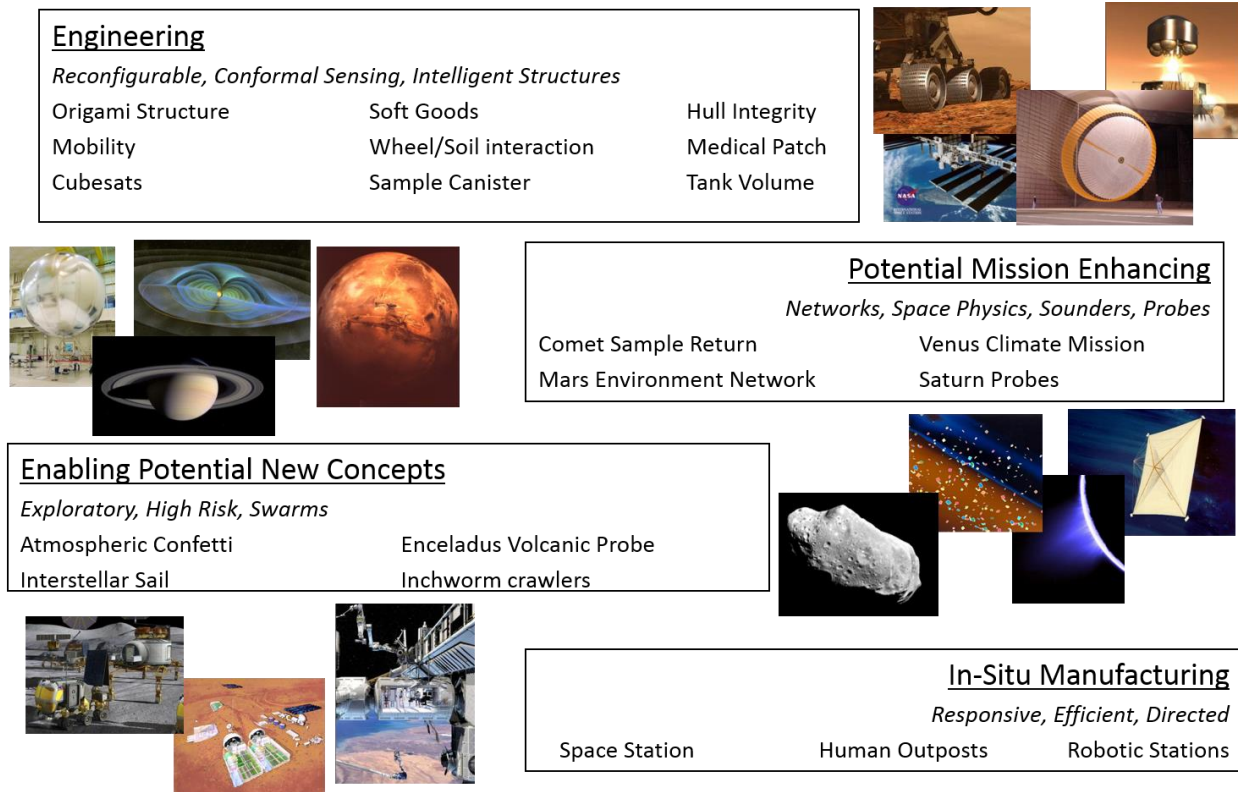 Engineering
Reconfigurable, Conformal Sensing, Intelligent Structures
Origami Structure Soft Goods Hull Integrity
Mobility Wheel/Soil interaction Medical Patch
Cubesats Sample Canister Tank Volume
NASA
Potential Mission Enhancing
Networks, Space Physics, Sounders, Probes
Comet Sample Return Venus Climate Mission
Mars Environment Network Saturn Probes
Enabling Potential New Concepts
Exploratory, High Risk, Swarms
Atmospheric Confetti Enceladus Volcanic Probe
Interstellar Sail Inchworm crawlers
In-Situ Manufacturing
Responsive, Efficient, Directed
Space Station Human Outposts Robotic Stations